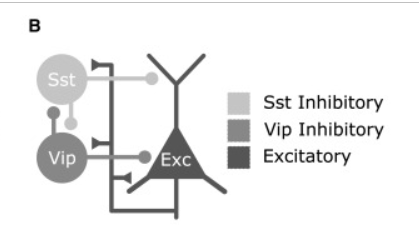 B
Sst
Sst Inhibitory
Vip Inhibitory
Vip
Exc
Excitatory